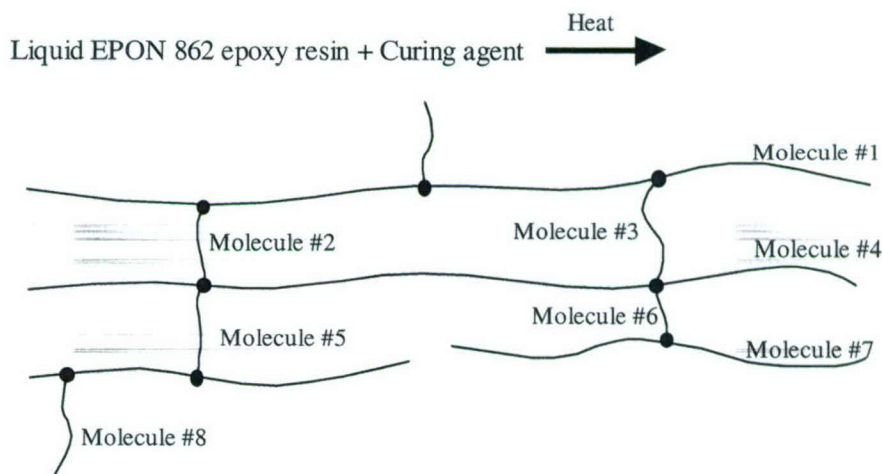 Heat
Liquid EPON 862 epoxy resin + Curing agent
Molecule #1
Molecule #2
Molecule #3
Molecule #4
Molecule #6
Molecule #5
Molecule #7
Molecule #8